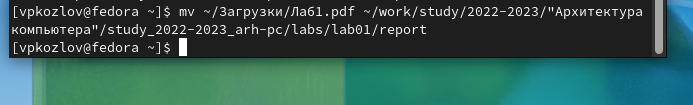 [vpkozlov@fedora ~]$ mv ~/Загрузки/Лаб1.pdf ~/work/study/2022-2023/"Архитектура
компьютера"/study_2022-2023_arh-pc/labs/lab01/report
[vpkozlov@fedora ~]$